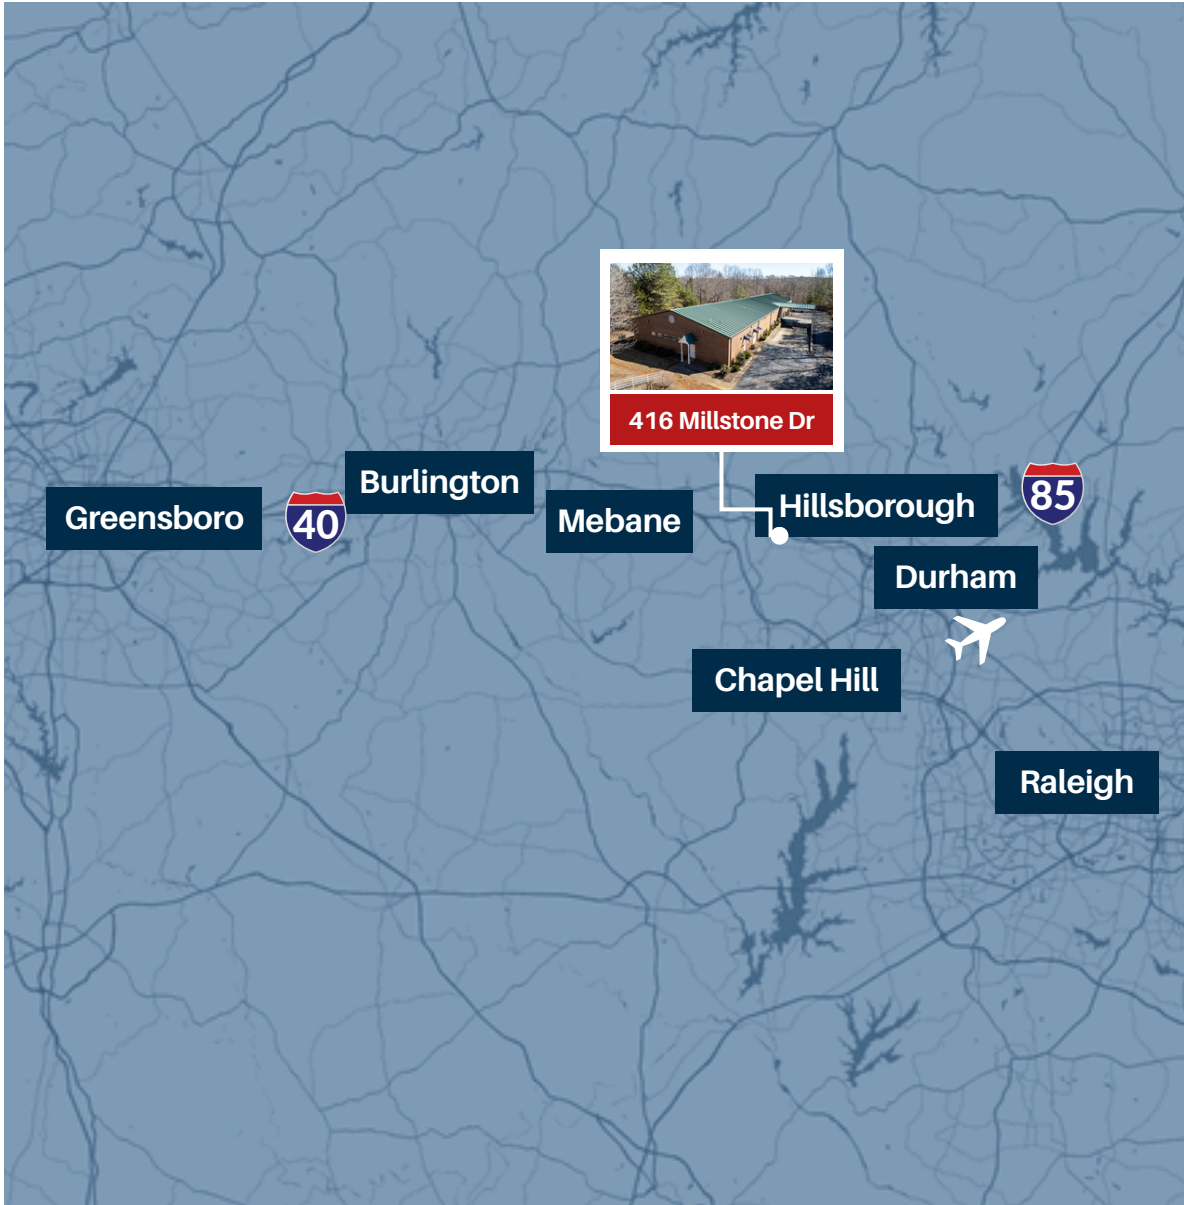 416 Millstone Dr
Burlington
Hillsborough
85
Greensboro
40
Mebane
Durham
Chapel Hill
Raleigh